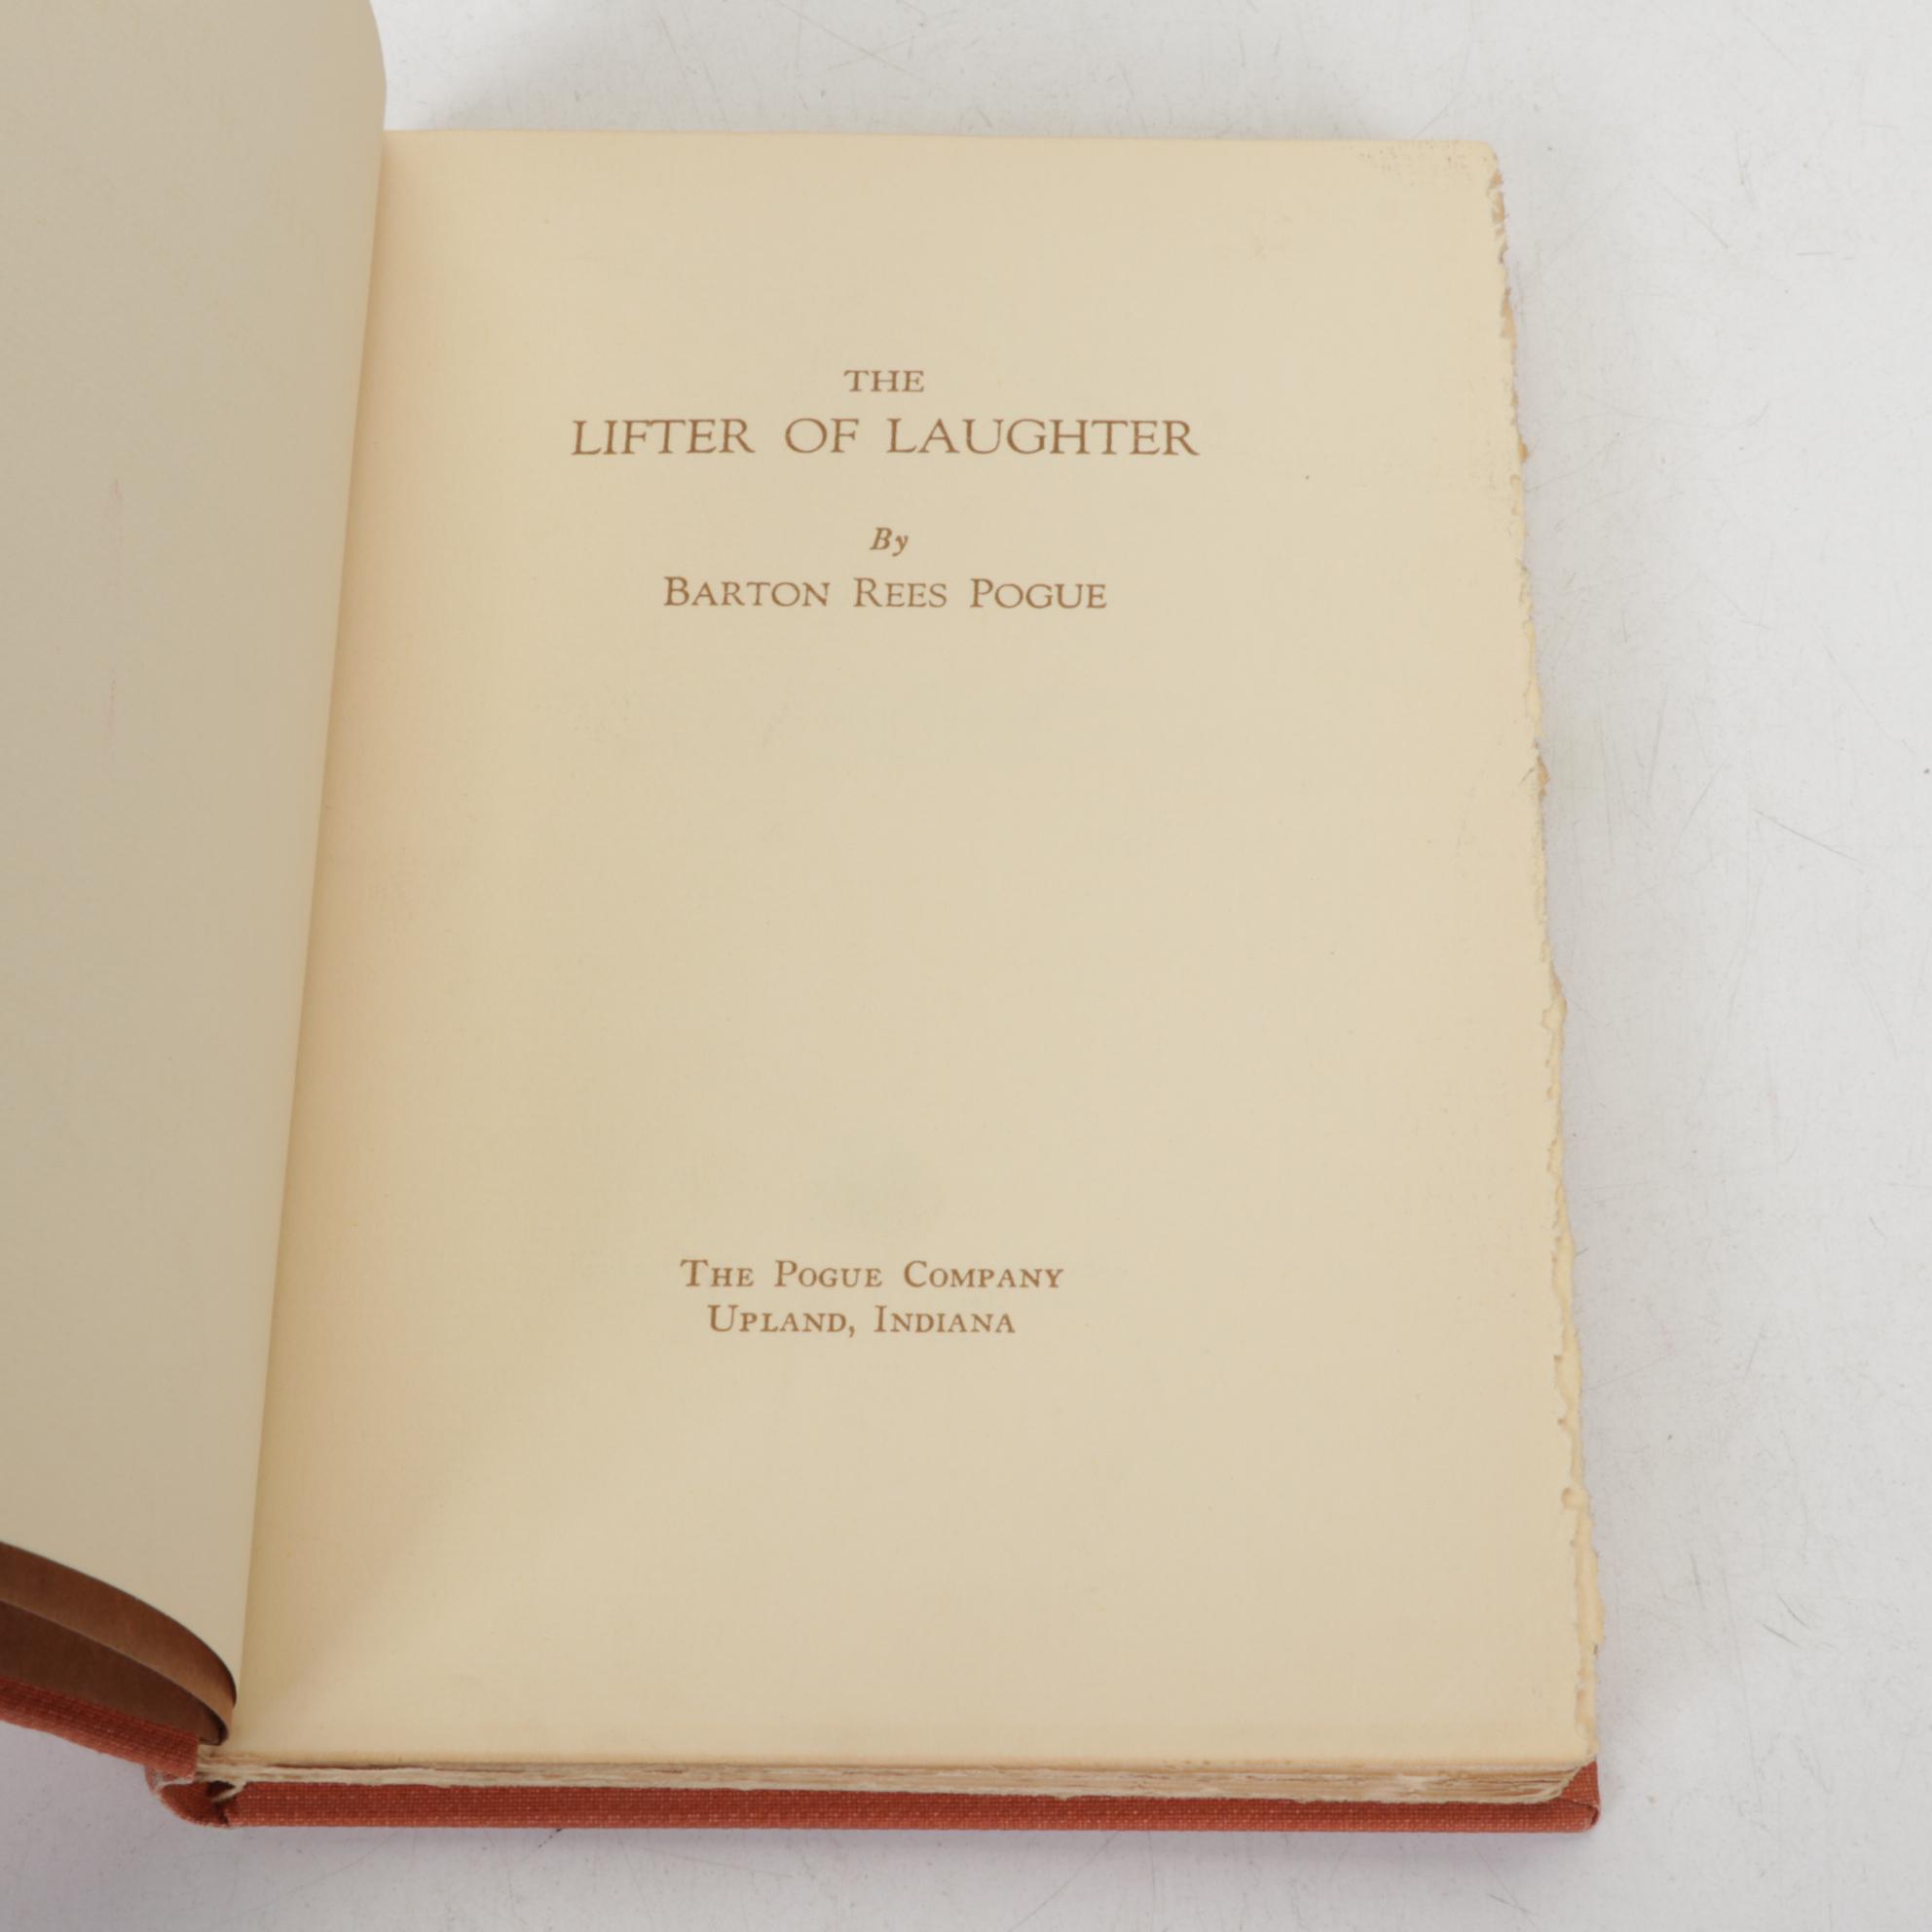 THE
LIFTER OF LAUGHTER
By
BARTON REES POGUE
THE POGUE COMPANY
UPLAND, INDIANA